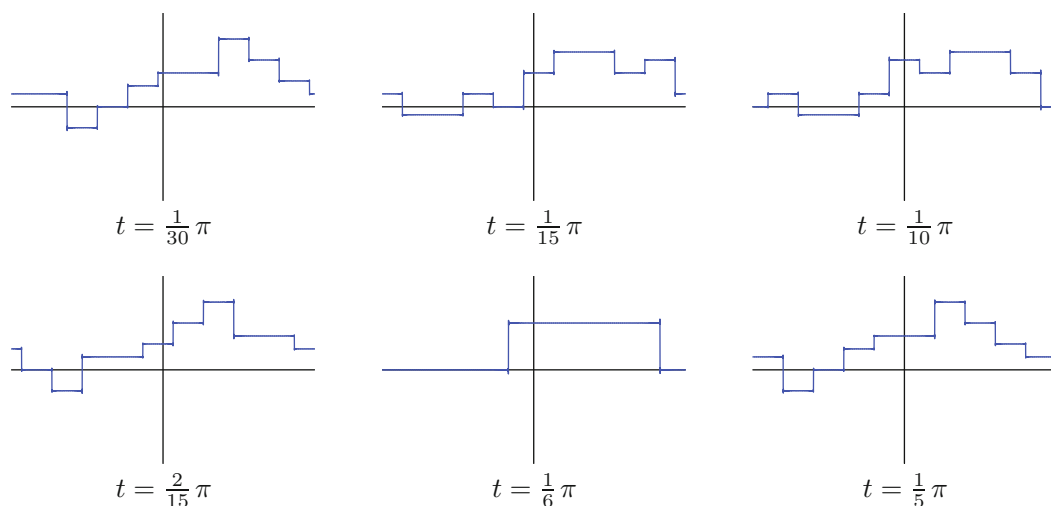 t = 1/30 π
t = 1/15 π
t = 1/10 π
t = 2/15 π
t = 1/6 π
t = 1/5 π